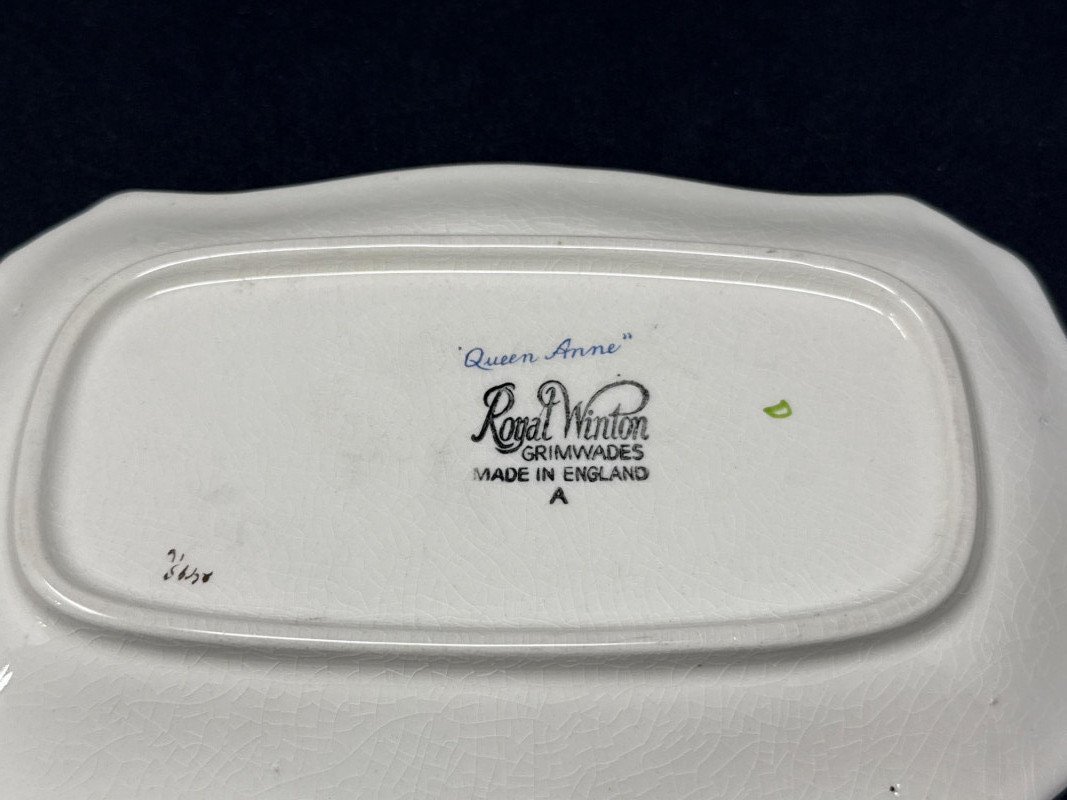 "Queen Anne"
Royal Winton
GRIMWADES
MADE IN ENGLAND
A